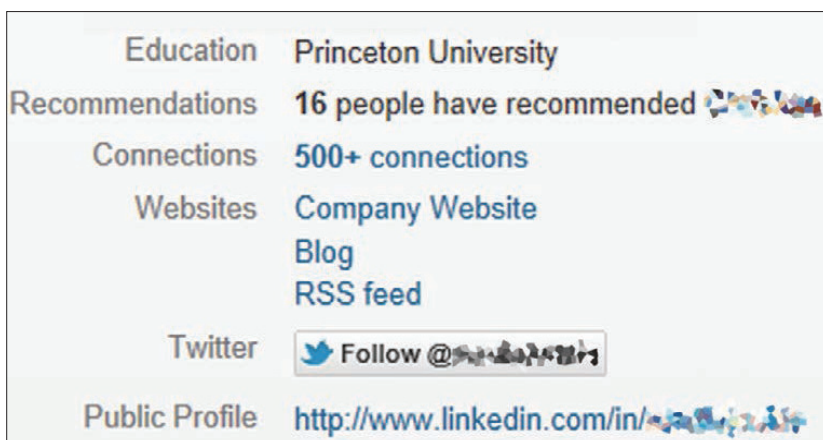 Education Princeton University
Recommendations 16 people have recommended
Connections 500+ connections
Websites Company Website
Blog
RSS feed
Twitter Follow @
Public Profile http://www.linkedin.com/in/